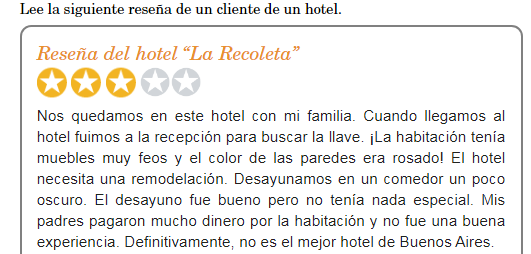 Lee la siguiente reseña de un cliente de un hotel.
Reseña del hotel “La Recoleta”
Nos quedamos en este hotel con mi familia. Cuando llegamos al
hotel fuimos a la recepción para buscar la llave. ¡La habitación tenía
muebles muy feos y el color de las paredes era rosado! El hotel
necesita una remodelación. Desayunamos en un comedor un poco
oscuro. El desayuno fue bueno pero no tenía nada especial. Mis
padres pagaron mucho dinero por la habitación y no fue una buena
experiencia. Definitivamente, no es el mejor hotel de Buenos Aires.